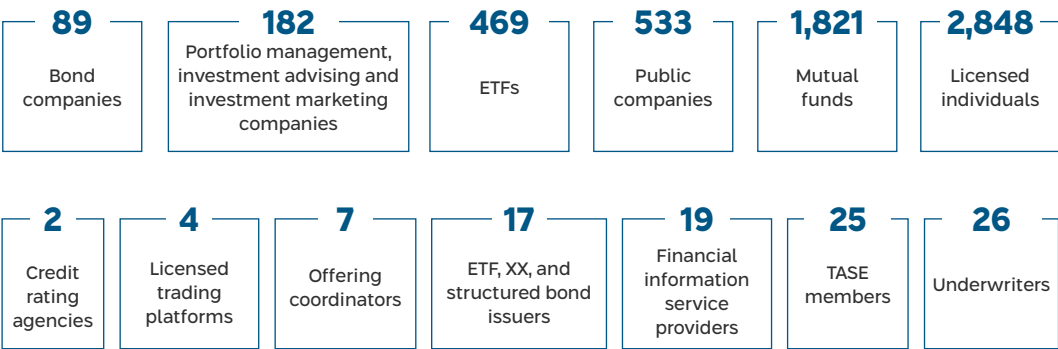 89
Bond
companies
182
Portfolio management,
investment advising and
investment marketing
companies
469
ETFs
533
Public
companies
1,821
Mutual
funds
2,848
Licensed
individuals
2
Credit
rating
agencies
4
Licensed
trading
platforms
7
Offering
coordinators
17
ETF, XX, and
structured bond
issuers
19
Financial
information
service
providers
25
TASE
members
26
Underwriters